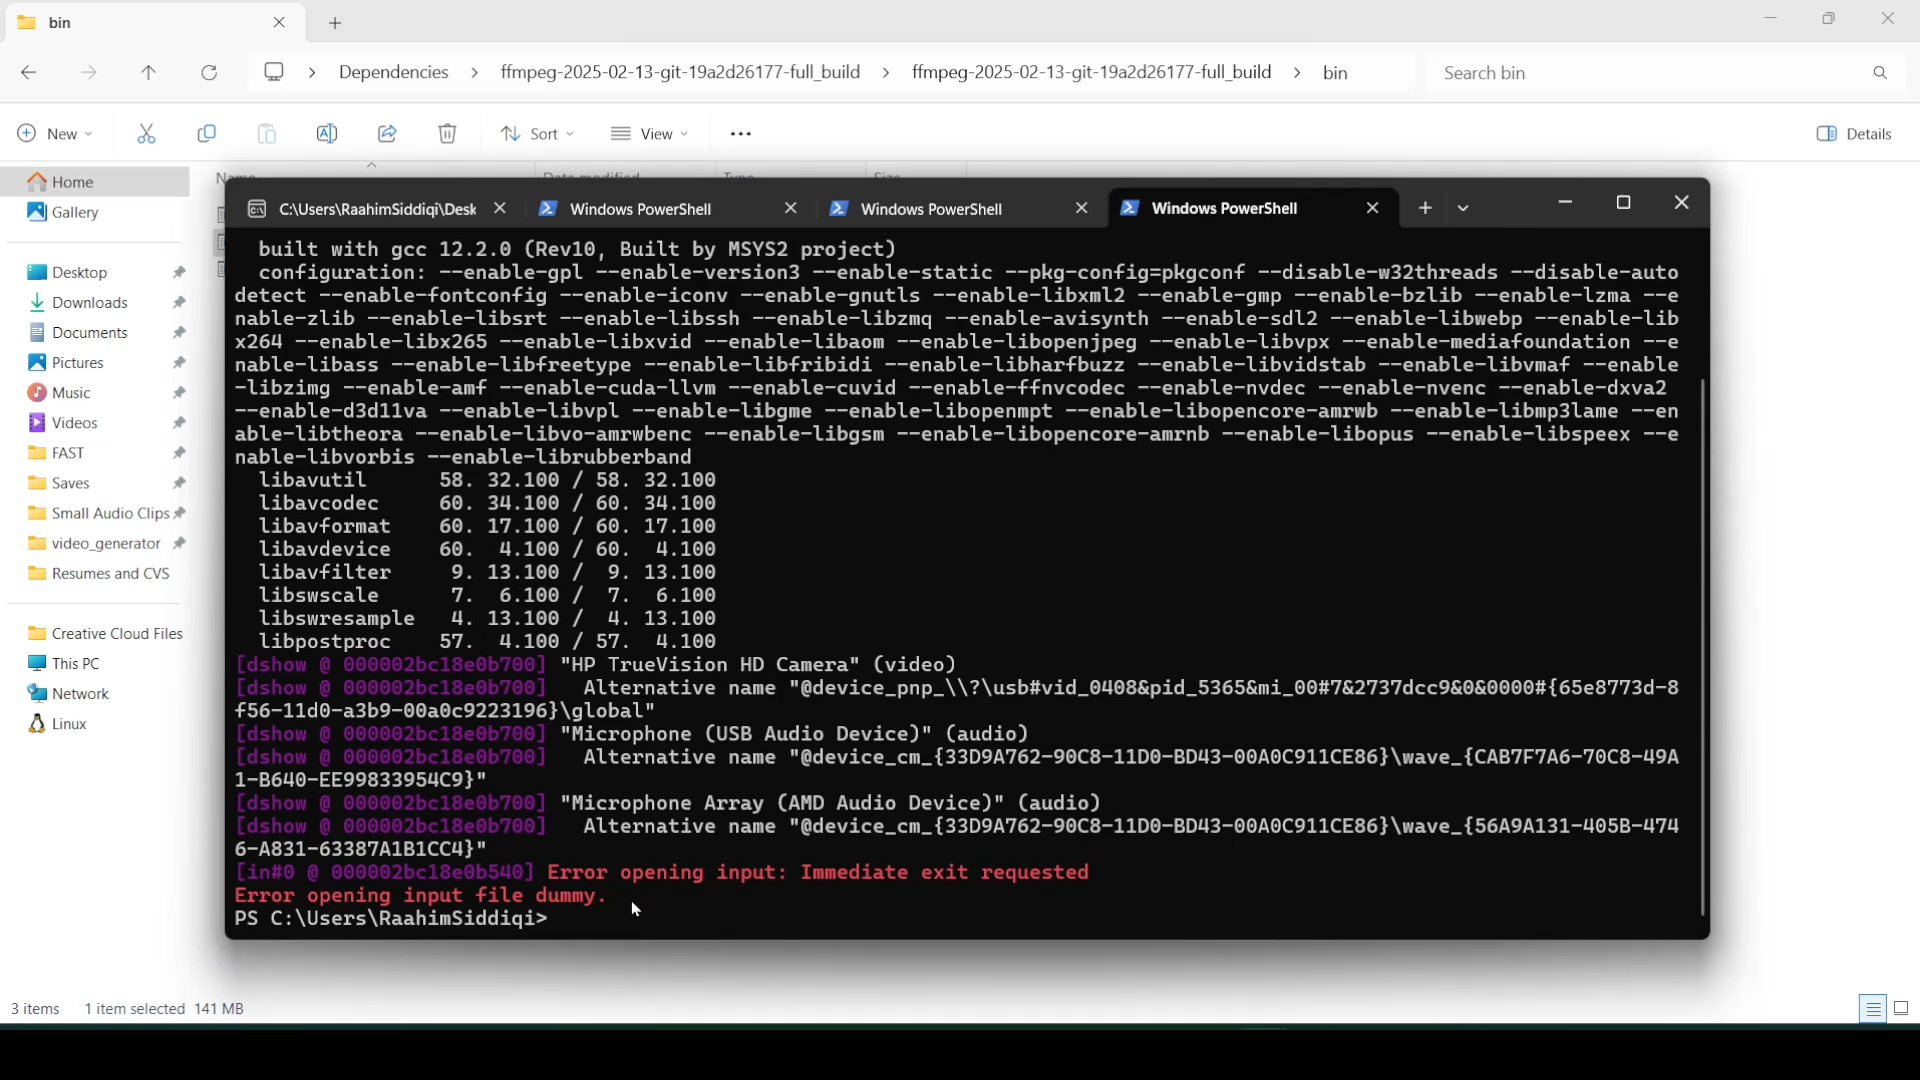 bin
Dependencies > ffmpeg-2025-02-13-git-19a2d26177-full_build > ffmpeg-2025-02-13-git-19a2d26177-full_build > bin
Search bin
New
Sort
View
Details
Home
Gallery
Desktop
Downloads
Documents
Pictures
Music
Videos
FAST
Saves
Small Audio Clips
video_generator
Resumes and CVS
Creative Cloud Files
This PC
Network
Linux
Name
Date modified
Type
Size
C:\Users\RaahimSiddiqi\Desk
Windows PowerShell
Windows PowerShell
Windows PowerShell
built with gcc 12.2.0 (Rev10, Built by MSYS2 project)
configuration: --enable-gpl --enable-version3 --enable-static --pkg-config=pkgconf --disable-w32threads --disable-auto
detect --enable-fontconfig --enable-iconv --enable-gnutls --enable-libxml2 --enable-gmp --enable-bzlib --enable-lzma --e
nable-zlib --enable-libsrt --enable-libssh --enable-libzmq --enable-avisynth --enable-sdl2 --enable-libwebp --enable-lib
x264 --enable-libx265 --enable-libxvid --enable-libaom --enable-libopenjpeg --enable-libvpx --enable-mediafoundation --e
nable-libass --enable-libfreetype --enable-libfribidi --enable-libharfbuzz --enable-libvidstab --enable-libvmaf --enable
-libzimg --enable-amf --enable-cuda-llvm --enable-cuvid --enable-ffnvcodec --enable-nvdec --enable-nvenc --enable-dxva2
--enable-d3d11va --enable-libvpl --enable-libgme --enable-libopenmpt --enable-libopencore-amrwb --enable-libmp3lame --en
able-libtheora --enable-libvo-amrwbenc --enable-libgsm --enable-libopencore-amrnb --enable-libopus --enable-libspeex --e
nable-libvorbis --enable-librubberband
libavutil 58. 32.100 / 58. 32.100
libavcodec 60. 34.100 / 60. 34.100
libavformat 60. 17.100 / 60. 17.100
libavdevice 60. 4.100 / 60. 4.100
libavfilter 9. 13.100 / 9. 13.100
libswscale 7. 6.100 / 7. 6.100
libswresample 4. 13.100 / 4. 13.100
libpostproc 57. 4.100 / 57. 4.100
[dshow @ 000002bc18e0b700] "HP TrueVision HD Camera" (video)
[dshow @ 000002bc18e0b700] Alternative name "@device_pnp_\\?\usb#vid_0408&pid_5365&mi_00#7&2737dcc9&0&0000#{65e8773d-8
f56-11d0-a3b9-00a0c9223196}\global"
[dshow @ 000002bc18e0b700] "Microphone (USB Audio Device)" (audio)
[dshow @ 000002bc18e0b700] Alternative name "@device_cm_{33D9A762-90C8-11D0-BD43-00A0C911CE86}\wave_{CAB7F7A6-70C8-49A
1-B640-EE99833954C9}"
[dshow @ 000002bc18e0b700] "Microphone Array (AMD Audio Device)" (audio)
[dshow @ 000002bc18e0b700] Alternative name "@device_cm_{33D9A762-90C8-11D0-BD43-00A0C911CE86}\wave_{56A9A131-405B-474
6-A831-63387A1B1CC4}"
[in#0 @ 000002bc18e0b540] Error opening input: Immediate exit requested
Error opening input file dummy.
PS C:\Users\RaahimSiddiqi>
3 items 1 item selected 141 MB